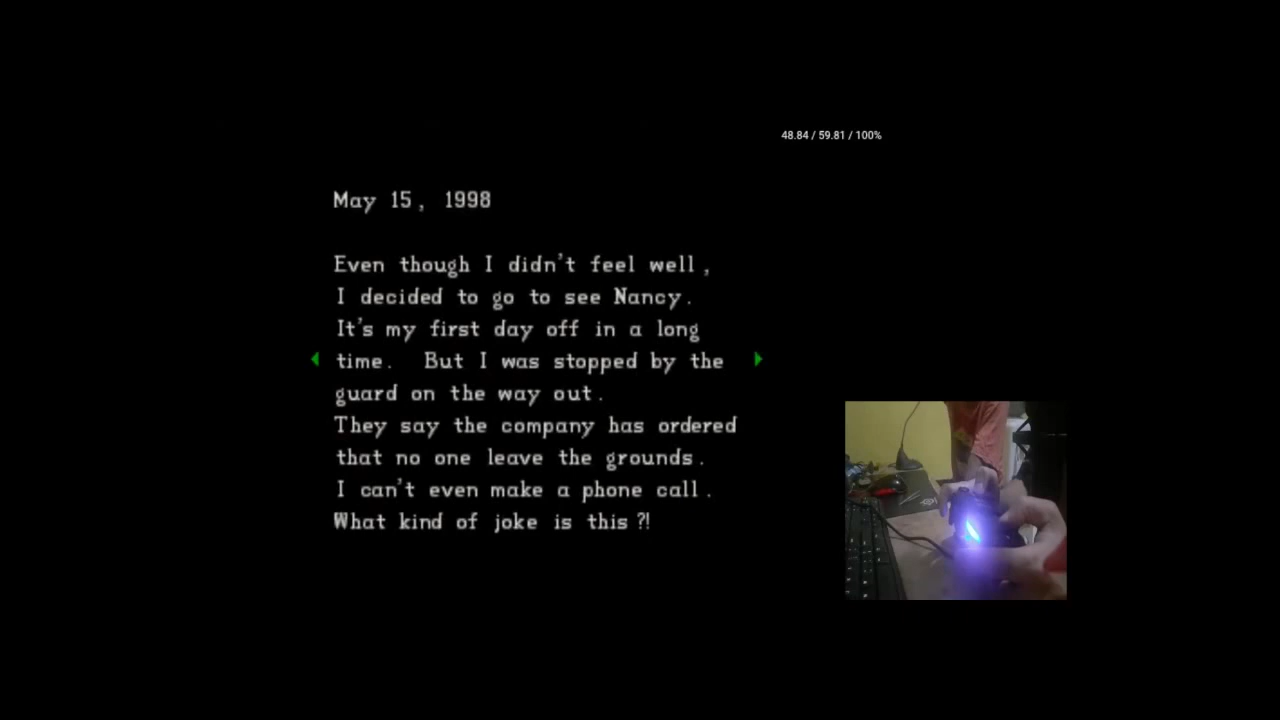 48.84 / 59.81 / 100%
May 15, 1998
Even though I didn't feel well,
I decided to go to see Nancy.
It's my first day off in a long
time. But I was stopped by the
guard on the way out.
They say the company has ordered
that no one leave the grounds.
I can't even make a phone call.
What kind of joke is this?!